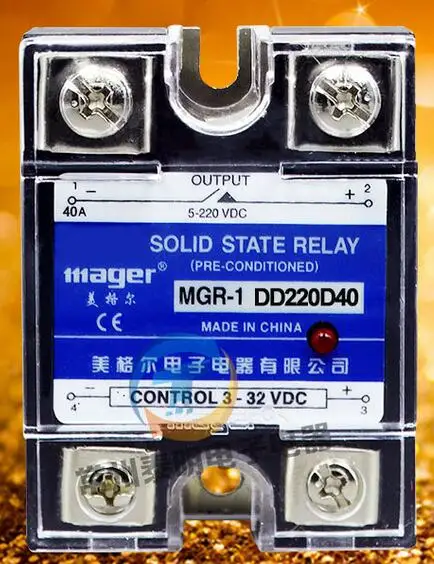 OUTPUT
1 − + 2
40A 5-220 VDC
SOLID STATE RELAY
mager® (PRE-CONDITIONED)
美格尔 MGR-1 DD220D40
CE MADE IN CHINA
美格尔电子电器有限公司
− CONTROL 3 - 32 VDC +
4 3